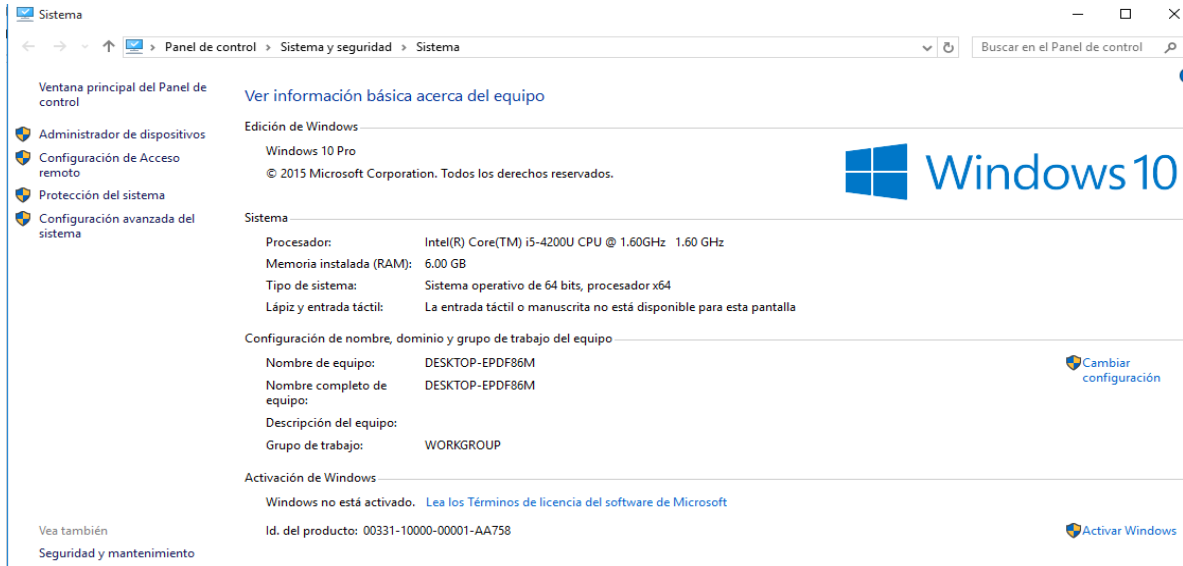 Sistema
Panel de control > Sistema y seguridad > Sistema
Buscar en el Panel de control
Ventana principal del Panel de
control
Administrador de dispositivos
Configuración de Acceso
remoto
Protección del sistema
Configuración avanzada del
sistema
Vea también
Seguridad y mantenimiento
Ver información básica acerca del equipo
Edición de Windows
Windows 10 Pro
© 2015 Microsoft Corporation. Todos los derechos reservados.
Windows 10
Sistema
Procesador: Intel(R) Core(TM) i5-4200U CPU @ 1.60GHz 1.60 GHz
Memoria instalada (RAM): 6.00 GB
Tipo de sistema: Sistema operativo de 64 bits, procesador x64
Lápiz y entrada táctil: La entrada táctil o manuscrita no está disponible para esta pantalla
Configuración de nombre, dominio y grupo de trabajo del equipo
Nombre de equipo: DESKTOP-EPDF86M
Cambiar
configuración
Nombre completo de DESKTOP-EPDF86M
equipo:
Descripción del equipo:
Grupo de trabajo: WORKGROUP
Activación de Windows
Windows no está activado. Lea los Términos de licencia del software de Microsoft
Id. del producto: 00331-10000-00001-AA758
Activar Windows